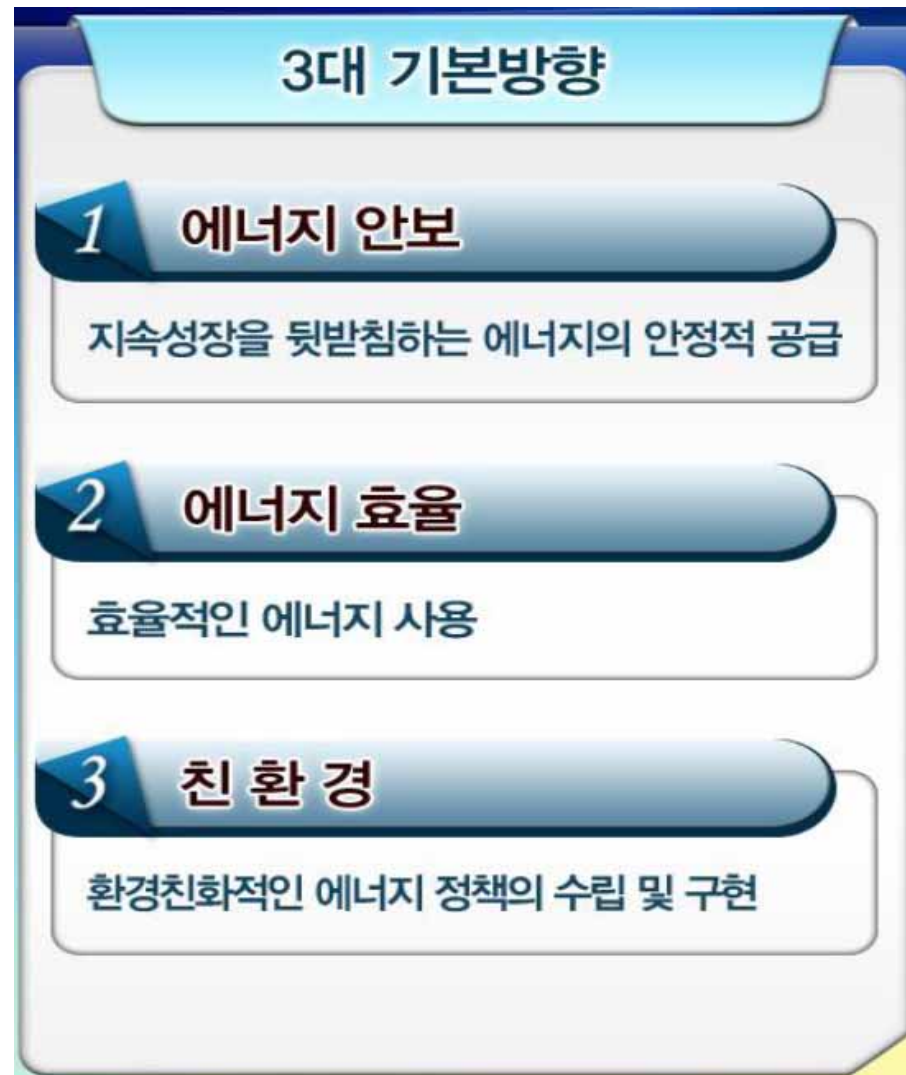 3대 기본방향
1 에너지 안보
지속성장을 뒷받침하는 에너지의 안정적 공급
2 에너지 효율
효율적인 에너지 사용
3 친 환 경
환경친화적인 에너지 정책의 수립 및 구현